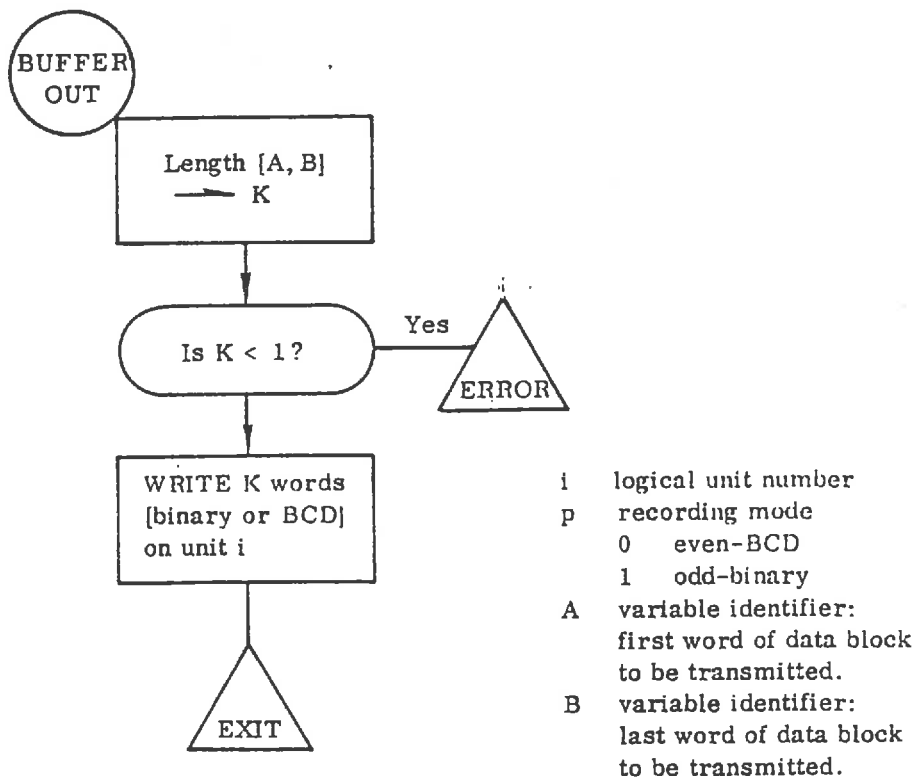 BUFFER
OUT
Length [A, B]
→ K
Is K < 1?
Yes
ERROR
WRITE K words
[binary or BCD]
on unit i
EXIT
i logical unit number
p recording mode
0 even-BCD
1 odd-binary
A variable identifier:
first word of data block
to be transmitted.
B variable identifier:
last word of data block
to be transmitted.